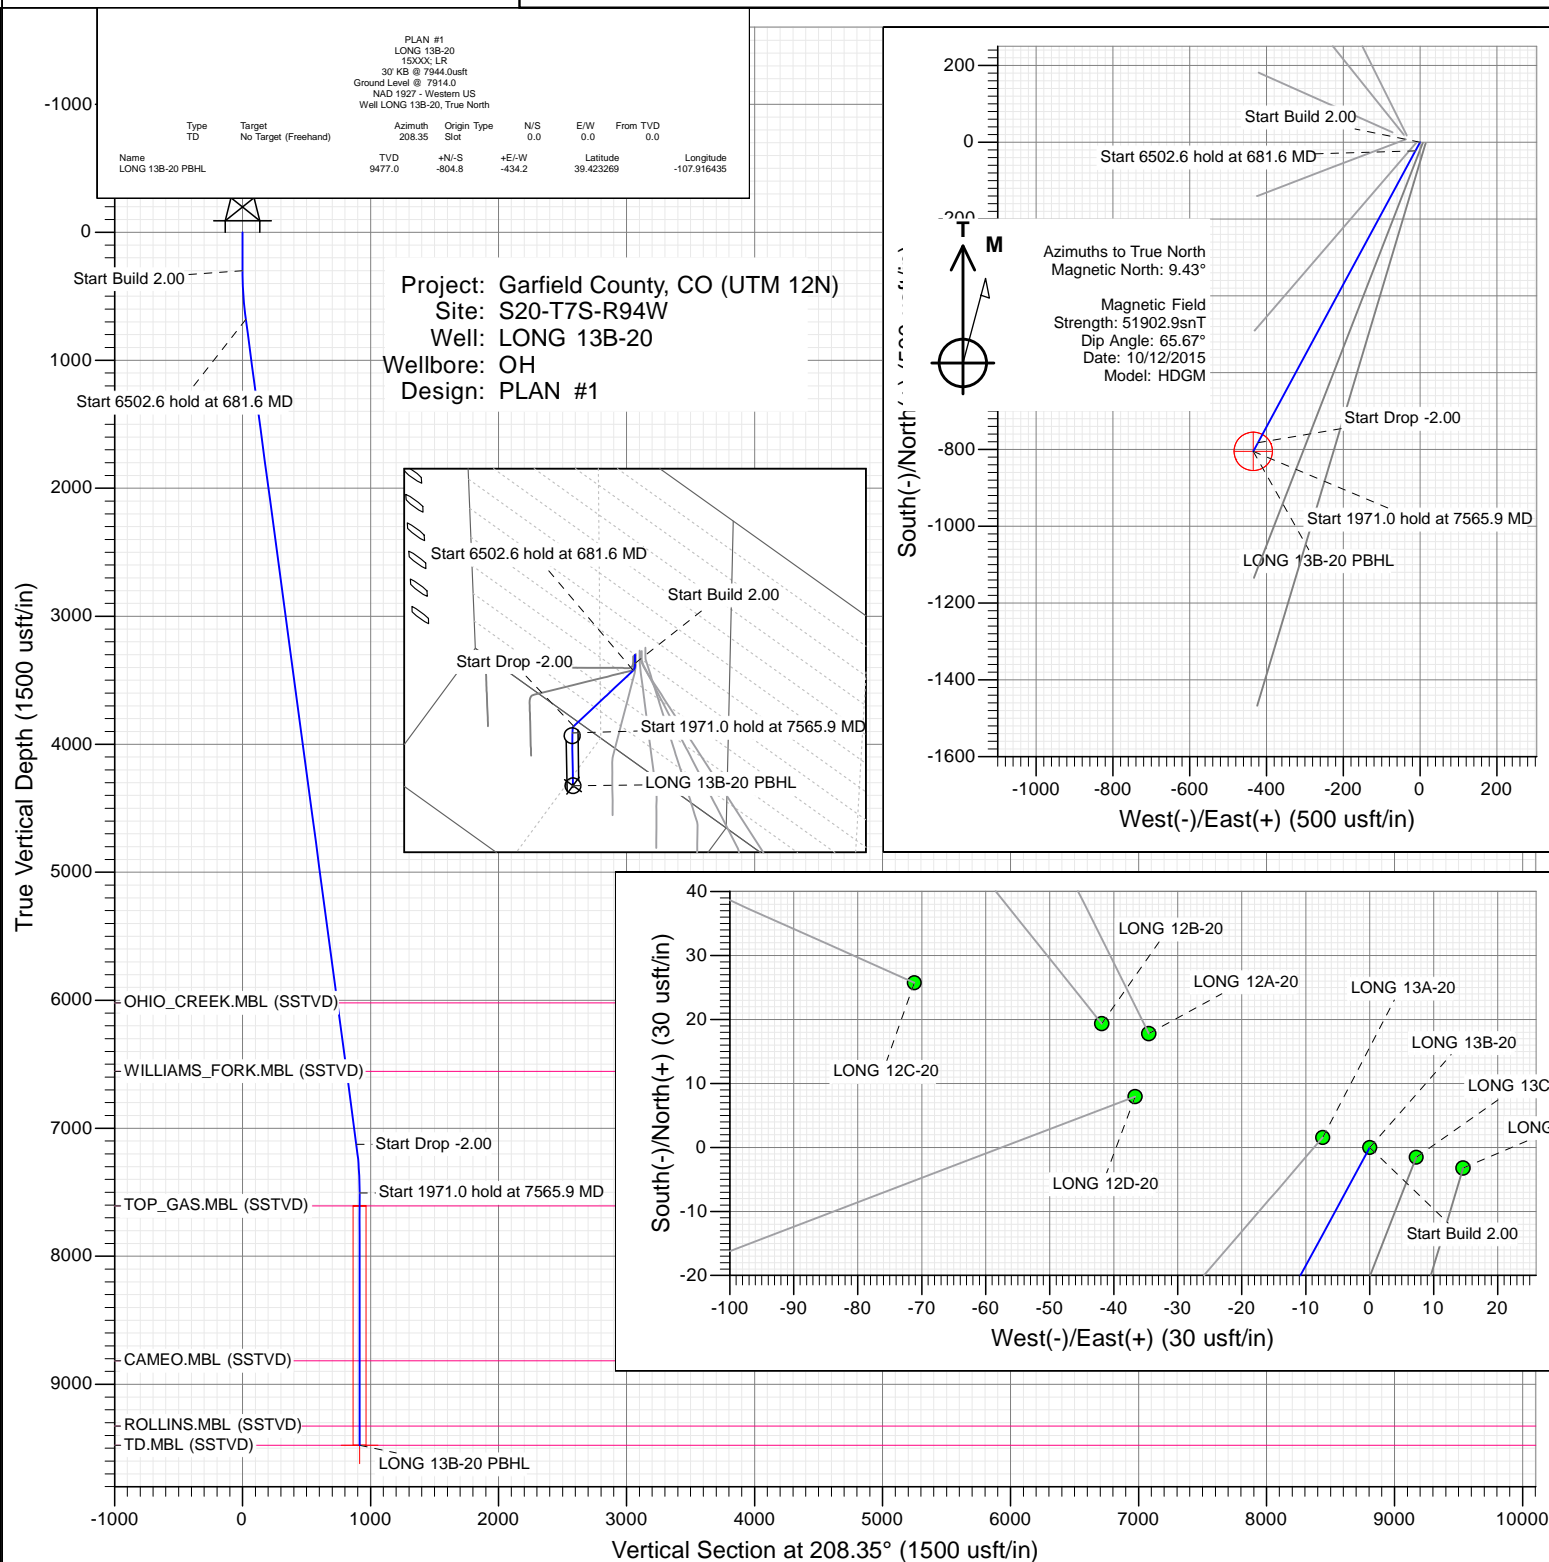 PLAN #1
LONG 13B-20
15XXX; LR
30' KB @ 7944.0usft
Ground Level @ 7914.0
NAD 1927 - Western US
Well LONG 13B-20, True North
Type Target Azimuth Origin Type N/S E/W From TVD
TD No Target (Freehand) 208.35 Slot 0.0 0.0 0.0
Name TVD +N/-S +E/-W Latitude Longitude
LONG 13B-20 PBHL 9477.0 -804.8 -434.2 39.423269 -107.916435
True Vertical Depth (1500 usft/in)
-1000
0
1000
2000
3000
4000
5000
6000
7000
8000
9000
Start Build 2.00
Start 6502.6 hold at 681.6 MD
OHIO_CREEK.MBL (SSTVD)
WILLIAMS_FORK.MBL (SSTVD)
Start Drop -2.00
Start 1971.0 hold at 7565.9 MD
TOP_GAS.MBL (SSTVD)
CAMEO.MBL (SSTVD)
ROLLINS.MBL (SSTVD)
TD.MBL (SSTVD)
LONG 13B-20 PBHL
-1000 0 1000 2000 3000 4000 5000 6000 7000 8000 9000 10000
Vertical Section at 208.35° (1500 usft/in)
Project: Garfield County, CO (UTM 12N)
Site: S20-T7S-R94W
Well: LONG 13B-20
Wellbore: OH
Design: PLAN #1
Start 6502.6 hold at 681.6 MD
Start Build 2.00
Start Drop -2.00
Start 1971.0 hold at 7565.9 MD
LONG 13B-20 PBHL
South(-)/North
200
0
-200
-800
-1000
-1200
-1400
-1600
Start Build 2.00
Start 6502.6 hold at 681.6 MD
T
M
Azimuths to True North
Magnetic North: 9.43°
Magnetic Field
Strength: 51902.9snT
Dip Angle: 65.67°
Date: 10/12/2015
Model: HDGM
Start Drop -2.00
Start 1971.0 hold at 7565.9 MD
LONG 13B-20 PBHL
-1000 -800 -600 -400 -200 0 200
West(-)/East(+) (500 usft/in)
South(-)/North(+) (30 usft/in)
40
30
20
10
0
-10
-20
LONG 12B-20
LONG 12A-20
LONG 13A-20
LONG 13B-20
LONG 12C-20
LONG 13C
LONG
LONG 12D-20
Start Build 2.00
-100 -90 -80 -70 -60 -50 -40 -30 -20 -10 0 10 20
West(-)/East(+) (30 usft/in)